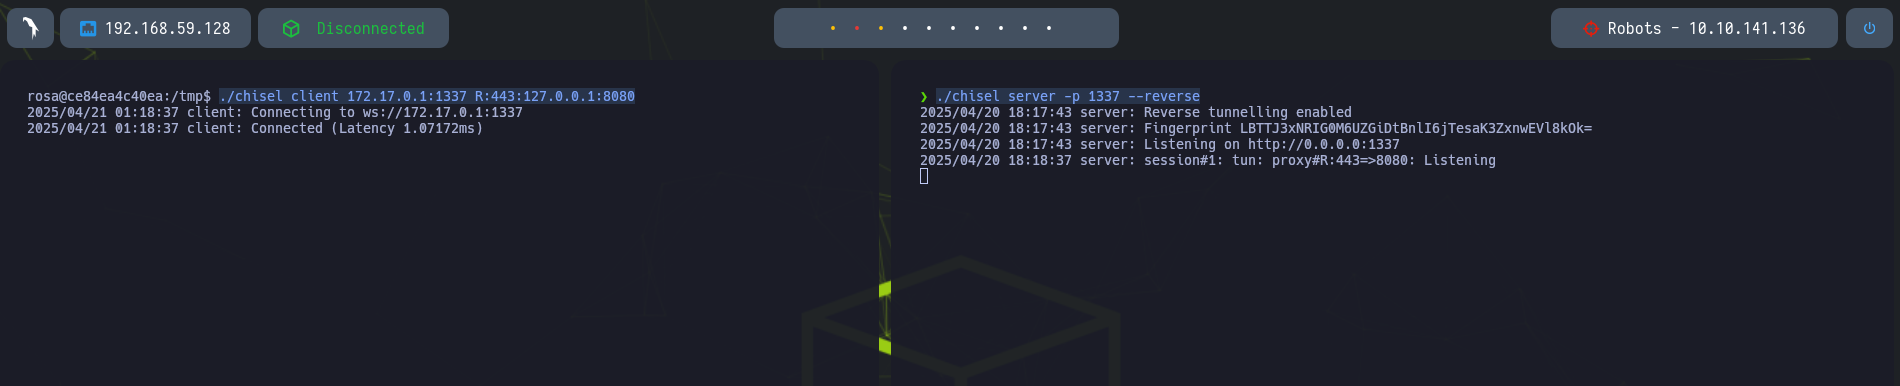 192.168.59.128
Disconnected
Robots - 10.10.141.136
rosa@ce84ea4c40ea:/tmp$ ./chisel client 172.17.0.1:1337 R:443:127.0.0.1:8080
2025/04/21 01:18:37 client: Connecting to ws://172.17.0.1:1337
2025/04/21 01:18:37 client: Connected (Latency 1.07172ms)
❯ ./chisel server -p 1337 --reverse
2025/04/20 18:17:43 server: Reverse tunnelling enabled
2025/04/20 18:17:43 server: Fingerprint LBTTJ3xNRIG0M6UZGiDtBnlI6jTesaK3ZxnwEVl8kOk=
2025/04/20 18:17:43 server: Listening on http://0.0.0.0:1337
2025/04/20 18:18:37 server: session#1: tun: proxy#R:443=>8080: Listening